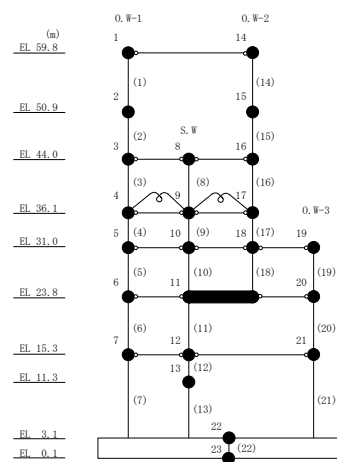 O.W-1 O.W-2
(m) 1 14
EL 59.8
(1) (14)
2 15
EL 50.9
(2) S.W (15)
3 8 16
EL 44.0
(3) (8) (16)
4 9 17
EL 36.1 O.W-3
(4) (9) (17)
5 10 18 19
EL 31.0
(5) (10) (18) (19)
6 11 20
EL 23.8
(6) (11) (20)
7 12 21
EL 15.3
(12)
13
EL 11.3
(7) (13) (21)
22
EL 3.1
23 (22)
EL 0.1